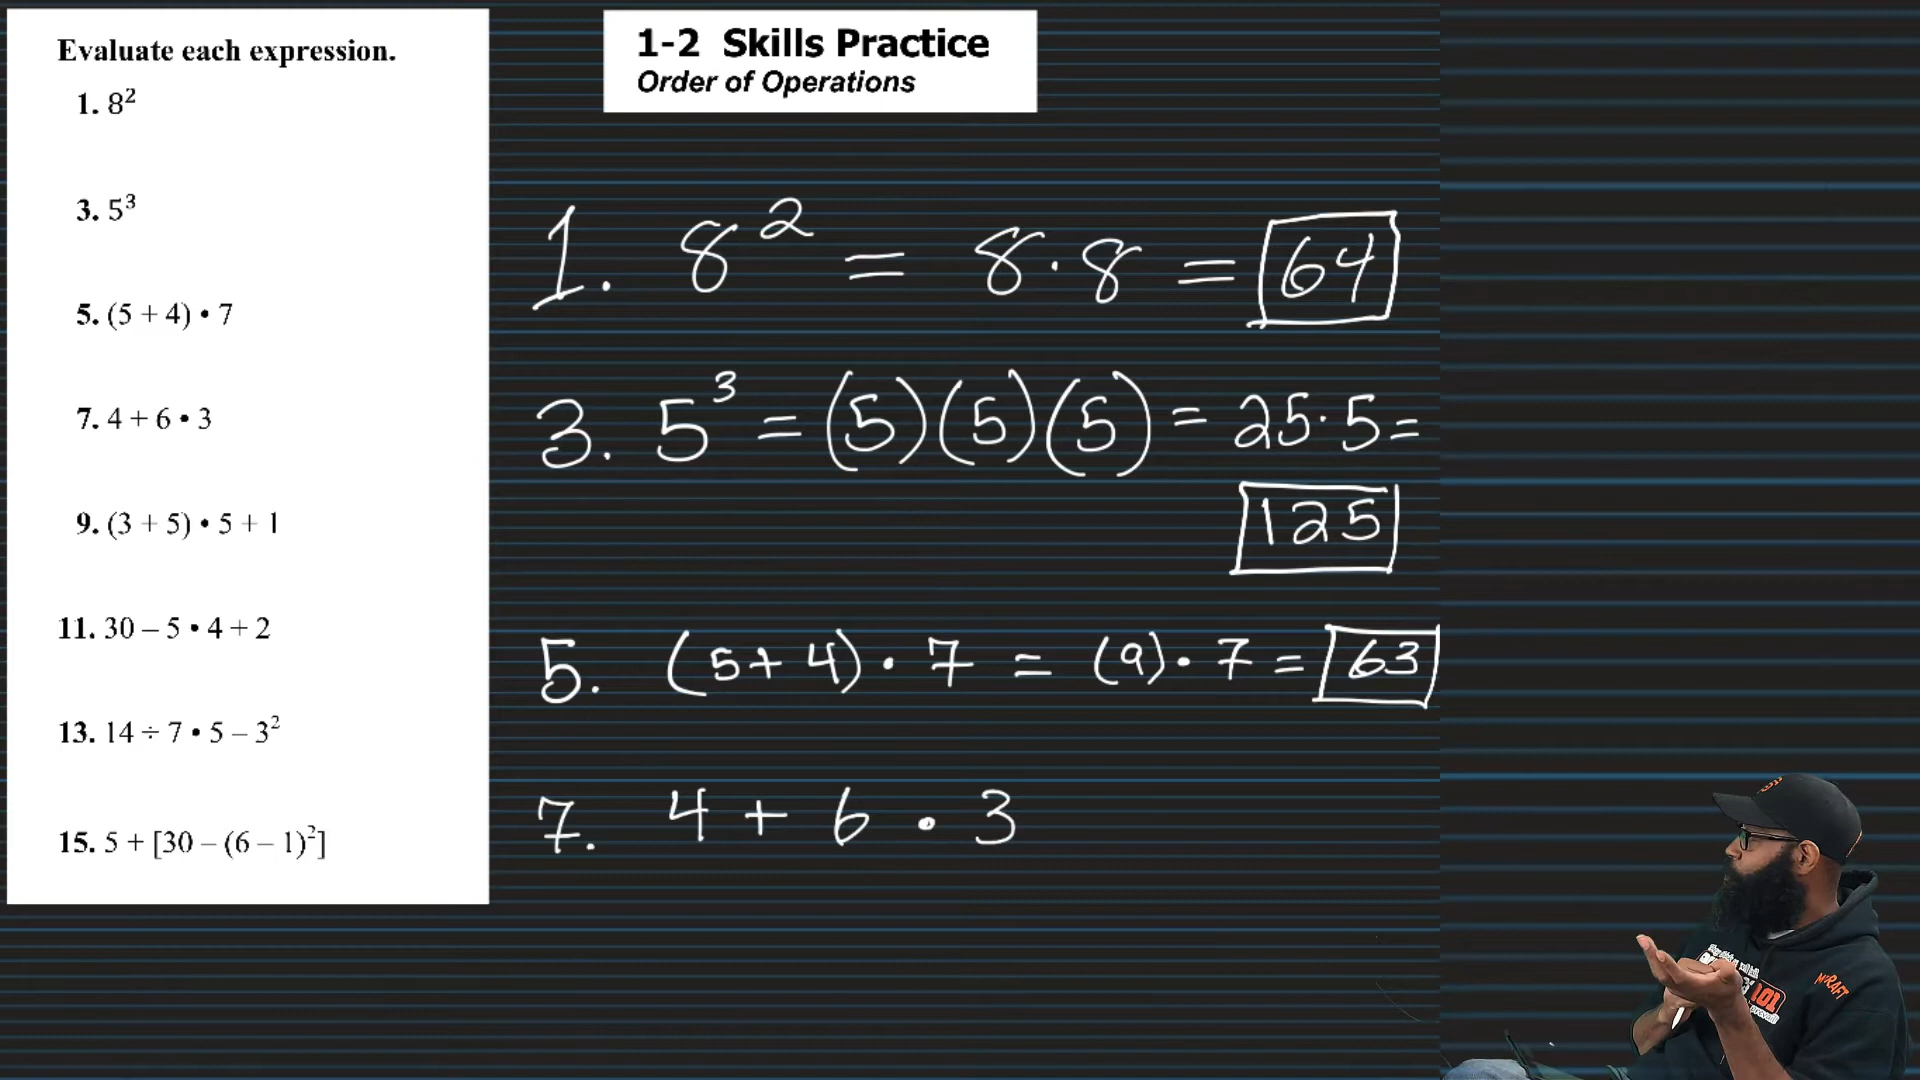 Evaluate each expression.
1. 8²
3. 5³
5. (5 + 4) • 7
7. 4 + 6 • 3
9. (3 + 5) • 5 + 1
11. 30 – 5 • 4 + 2
13. 14 ÷ 7 • 5 – 3²
15. 5 + [30 – (6 – 1)²]
1-2 Skills Practice
Order of Operations
1. 8² = 8·8 = 64
3. 5³ = (5)(5)(5) = 25·5 =
125
5. (5+4)·7 = (9)·7 = 63
7. 4 + 6 · 3
101
McRAFT